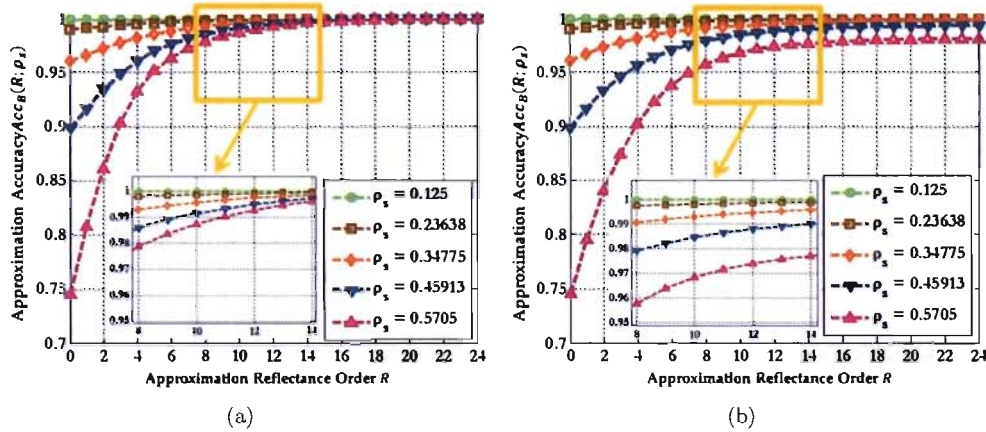 Approximation Accuracy Acc_B(R; ρ_s)
1
0.95
0.9
0.85
0.8
0.75
0.7
0 2 4 6 8 10 12 14 16 18 20 22 24
Approximation Reflectance Order R
1
0.99
0.98
0.97
0.96
0.95
8 10 12 14
ρ_s = 0.125
ρ_s = 0.23638
ρ_s = 0.34775
ρ_s = 0.45913
ρ_s = 0.5705
(a)
Approximation Accuracy Acc_B(R; ρ_s)
1
0.95
0.9
0.85
0.8
0.75
0.7
0 2 4 6 8 10 12 14 16 18 20 22 24
Approximation Reflectance Order R
1
0.99
0.98
0.97
0.96
0.95
8 10 12 14
ρ_s = 0.125
ρ_s = 0.23638
ρ_s = 0.34775
ρ_s = 0.45913
ρ_s = 0.5705
(b)